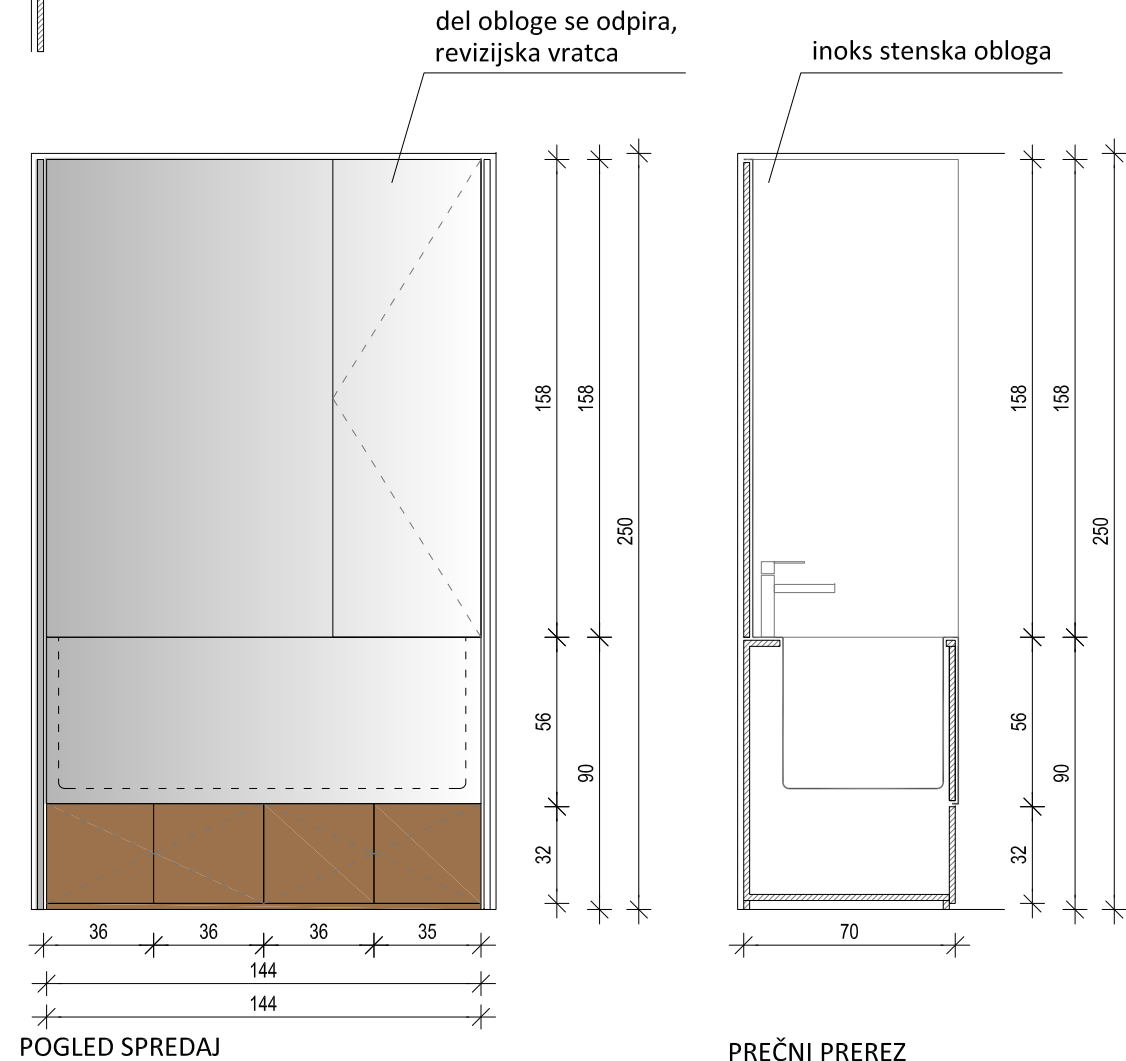 del obloge se odpira,
revizijska vratca
inoks stenska obloga
158
158
250
56
90
32
158
158
250
56
90
32
36 36 36 35
144
144
70
POGLED SPREDAJ
PREČNI PREREZ